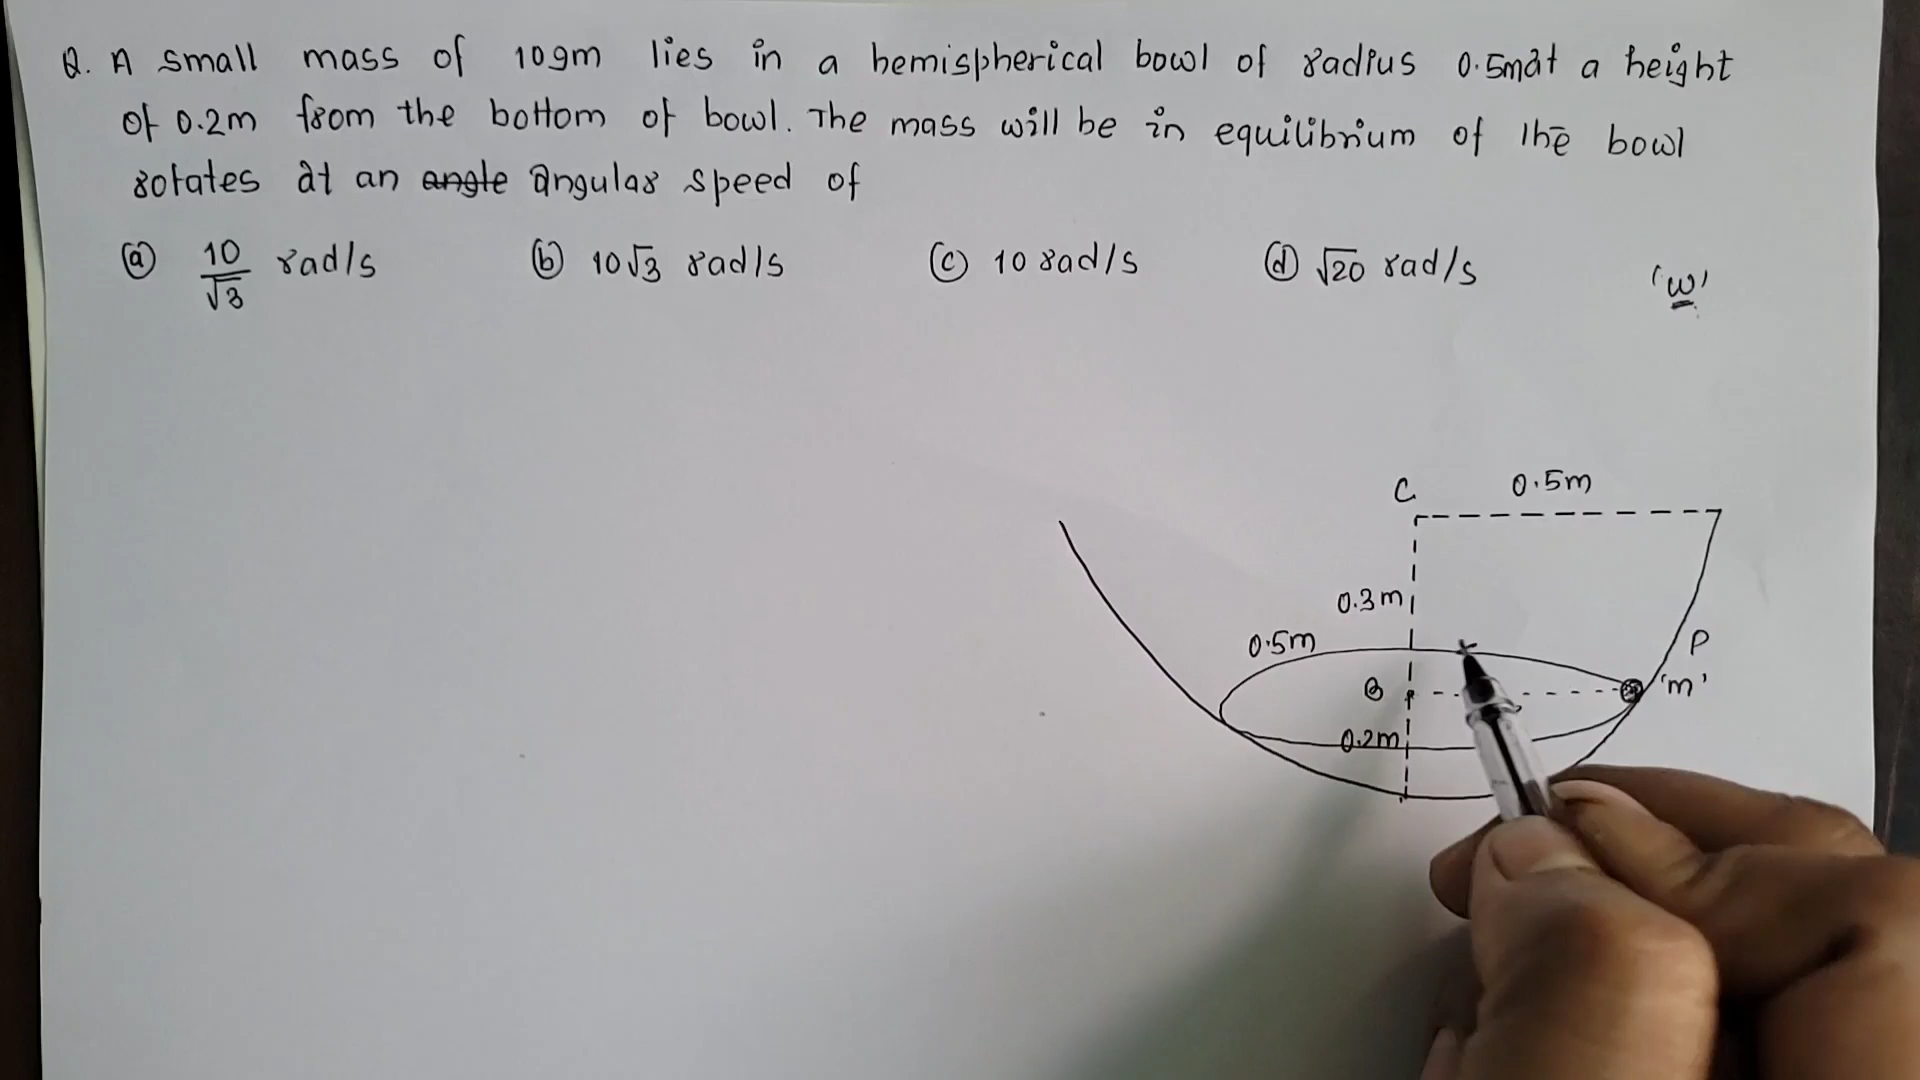 Q. A small mass of 10gm lies in a hemispherical bowl of radius 0.5m at a height
of 0.2m from the bottom of bowl. The mass will be in equilibrium of the bowl
rotates at an angle angular speed of
(a) 10/√3 rad/s (b) 10√3 rad/s (c) 10 rad/s (d) √20 rad/s
'ω'
C 0.5m
0.3m
0.5m P
B 'm'
0.2m